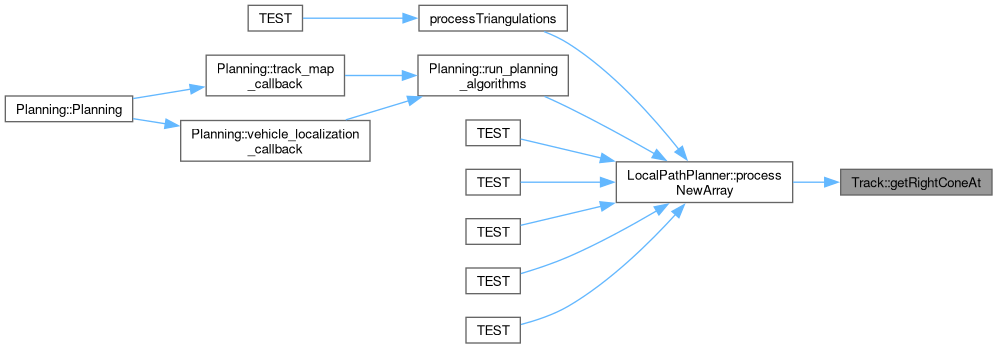 TEST
processTriangulations
Planning::track_map
_callback
Planning::run_planning
_algorithms
Planning::Planning
Planning::vehicle_localization
_callback
TEST
TEST
LocalPathPlanner::process
NewArray
Track::getRightConeAt
TEST
TEST
TEST